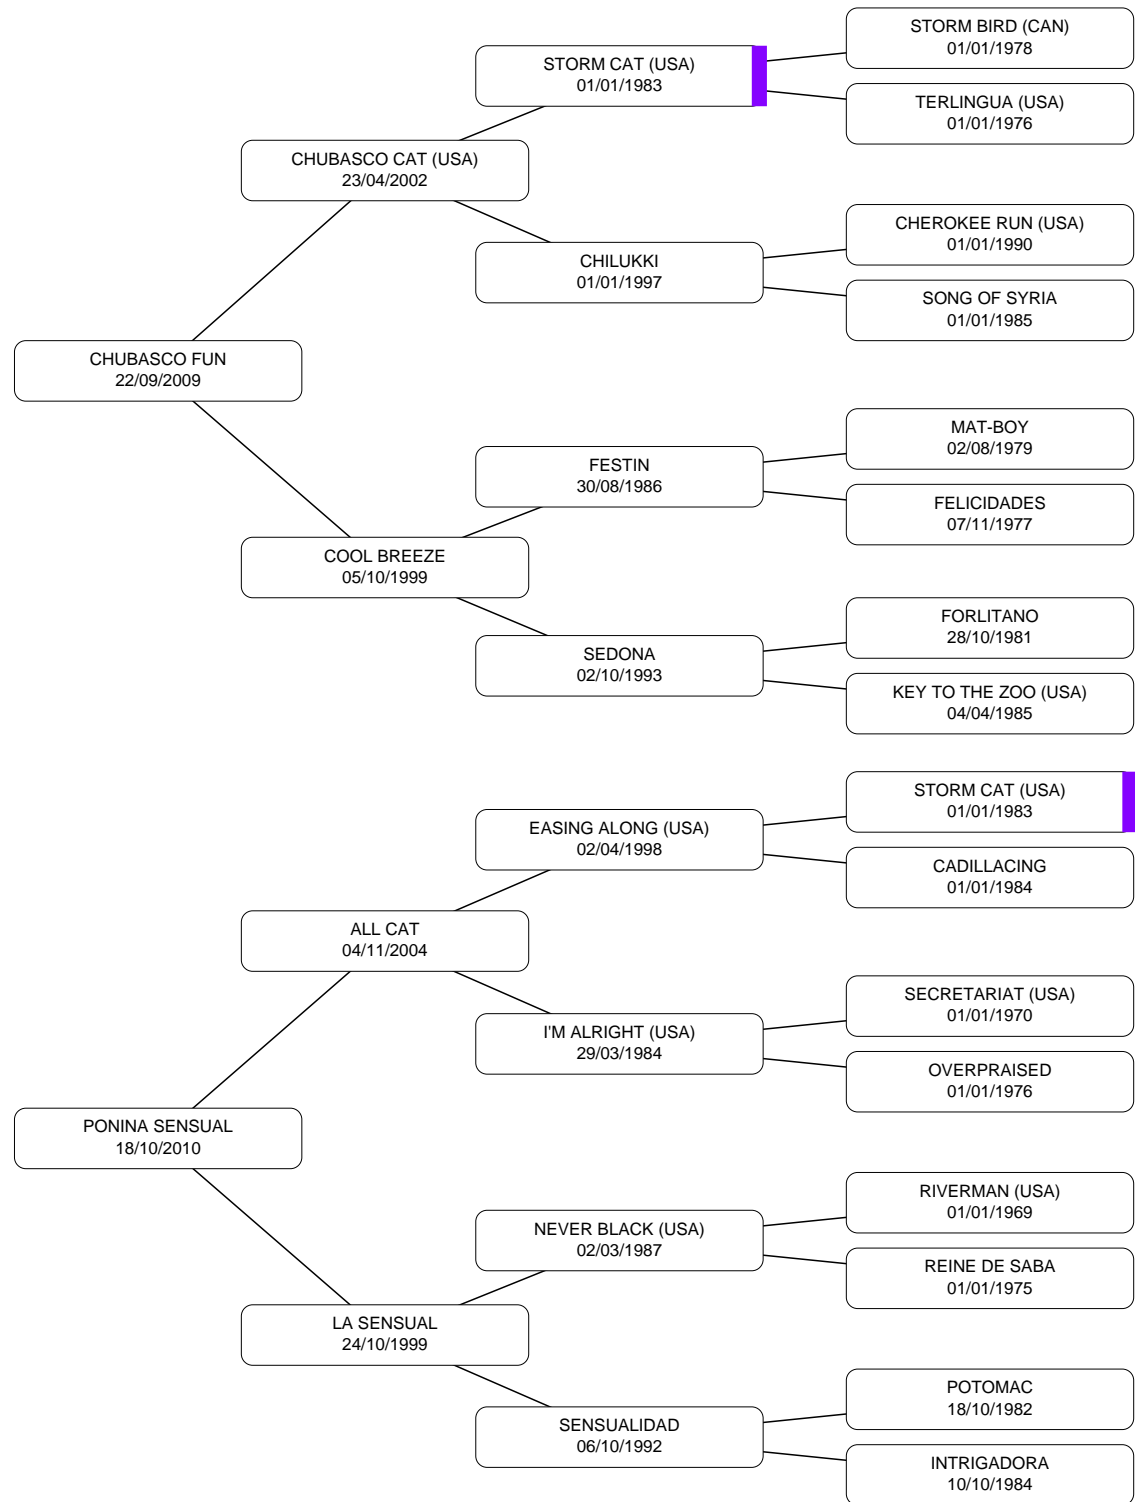 STORM BIRD (CAN)
01/01/1978
STORM CAT (USA)
01/01/1983
TERLINGUA (USA)
01/01/1976
CHUBASCO CAT (USA)
23/04/2002
CHEROKEE RUN (USA)
01/01/1990
CHILUKKI
01/01/1997
SONG OF SYRIA
01/01/1985
CHUBASCO FUN
22/09/2009
MAT-BOY
02/08/1979
FESTIN
30/08/1986
FELICIDADES
07/11/1977
COOL BREEZE
05/10/1999
FORLITANO
28/10/1981
SEDONA
02/10/1993
KEY TO THE ZOO (USA)
04/04/1985
STORM CAT (USA)
01/01/1983
EASING ALONG (USA)
02/04/1998
CADILLACING
01/01/1984
ALL CAT
04/11/2004
SECRETARIAT (USA)
01/01/1970
I'M ALRIGHT (USA)
29/03/1984
OVERPRAISED
01/01/1976
PONINA SENSUAL
18/10/2010
RIVERMAN (USA)
01/01/1969
NEVER BLACK (USA)
02/03/1987
REINE DE SABA
01/01/1975
LA SENSUAL
24/10/1999
POTOMAC
18/10/1982
SENSUALIDAD
06/10/1992
INTRIGADORA
10/10/1984